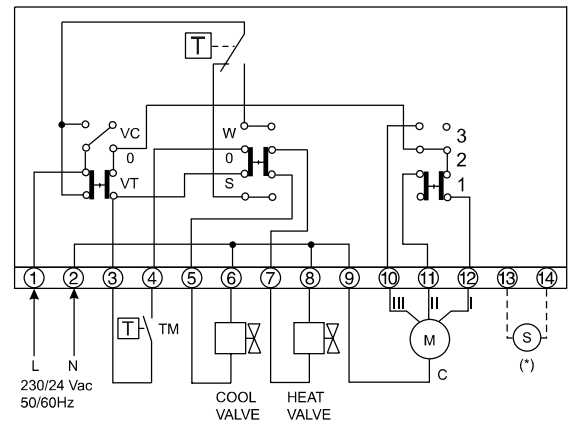 T
VC
W
3
0
0
2
VT
S
1
1 2 3 4 5 6 7 8 9 10 11 12 13 14
III II I
T
TM
M
S
(*)
L N
C
230/24 Vac
50/60Hz
COOL
VALVE
HEAT
VALVE